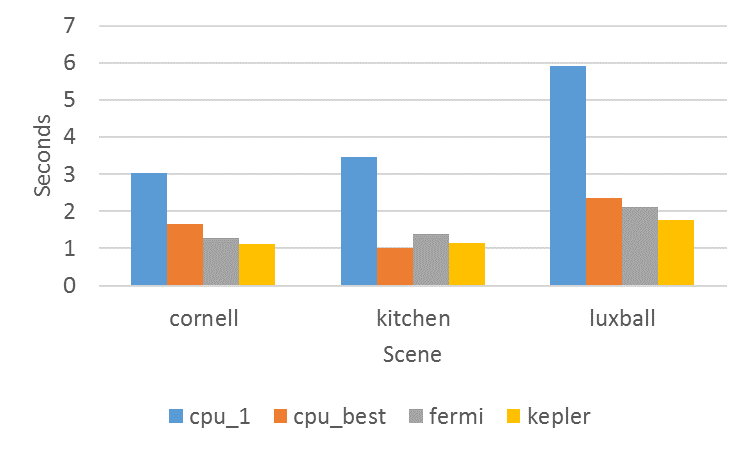 7
6
5
4
3
2
1
0
Seconds
cornell kitchen luxball
Scene
cpu_1 cpu_best fermi kepler